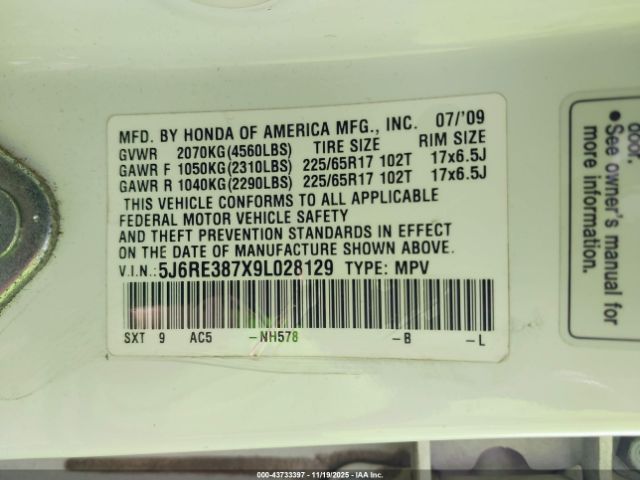 MFD. BY HONDA OF AMERICA MFG., INC. 07/'09
GVWR 2070KG(4560LBS) TIRE SIZE RIM SIZE
GAWR F 1050KG(2310LBS) 225/65R17 102T 17x6.5J
GAWR R 1040KG(2290LBS) 225/65R17 102T 17x6.5J
THIS VEHICLE CONFORMS TO ALL APPLICABLE
FEDERAL MOTOR VEHICLE SAFETY
AND THEFT PREVENTION STANDARDS IN EFFECT
ON THE DATE OF MANUFACTURE SHOWN ABOVE.
V.I.N.: 5J6RE387X9L028129 TYPE: MPV
SXT 9 AC5 -NH578 -B -L
door.
• See owner's manual for
more information.
© 43733397 - 11/19/2025 - IAAI.COM